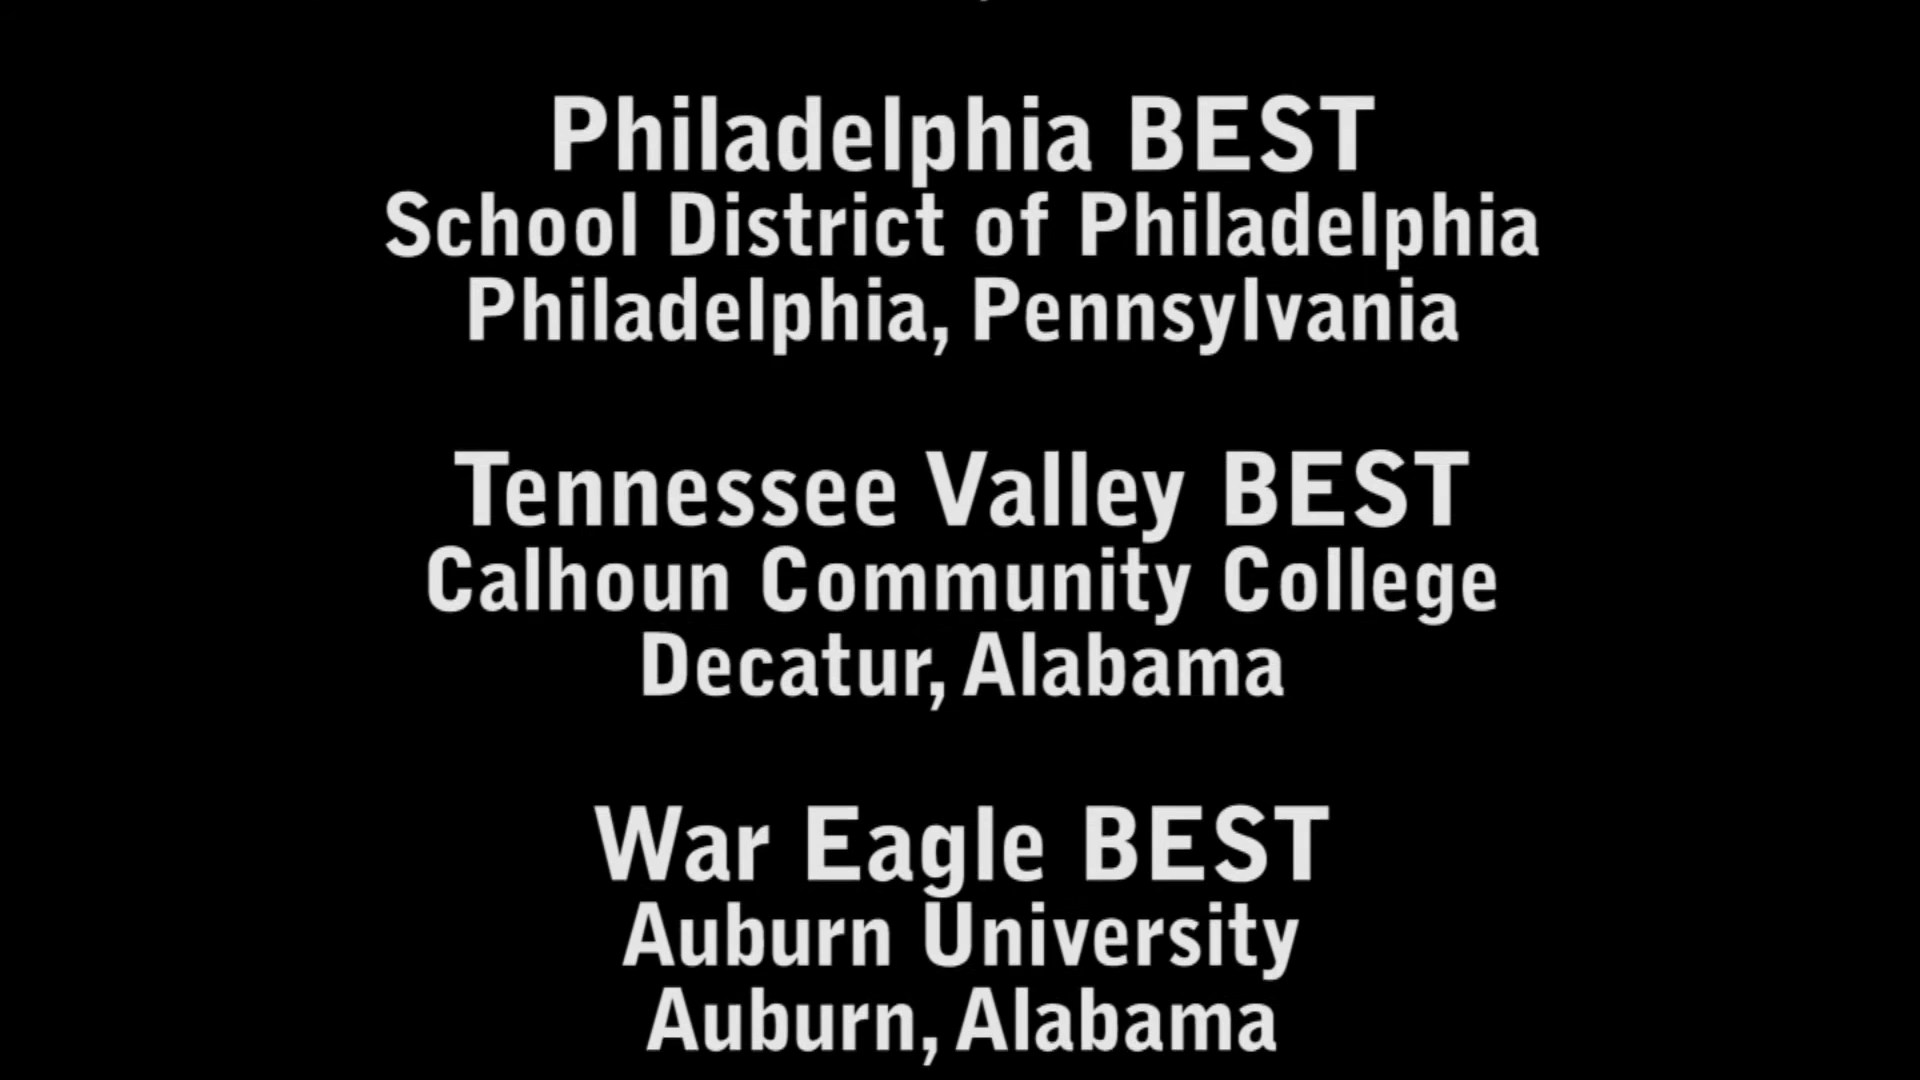 Philadelphia BEST
School District of Philadelphia
Philadelphia, Pennsylvania
Tennessee Valley BEST
Calhoun Community College
Decatur, Alabama
War Eagle BEST
Auburn University
Auburn, Alabama